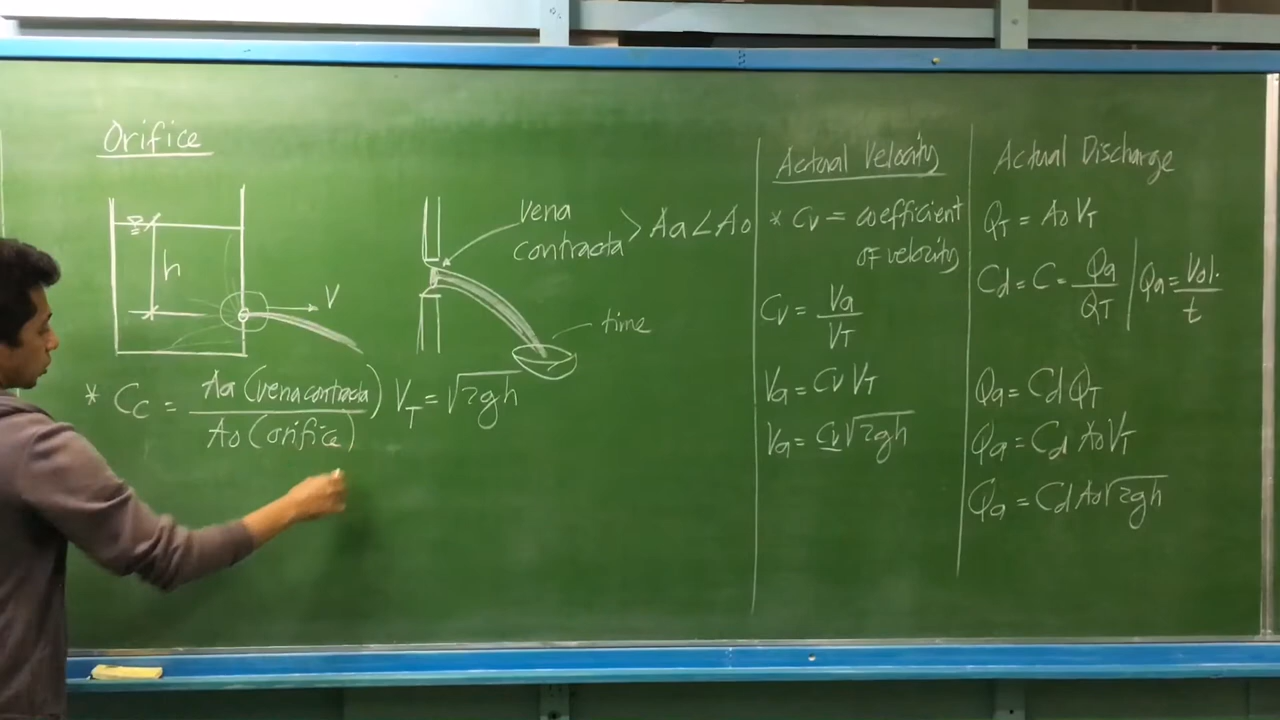 Orifice
h
V
vena
contracta > Aa < Ao
time
* Cc = Aa (vena contracta) / Ao (orifice)
VT = √2gh
Actual Velocity
* Cv = coefficient
of velocity
Cv = Va / VT
Va = Cv VT
Va = Cv √2gh
Actual Discharge
QT = Ao VT
Cd = C = Qa / QT | Qa = Vol. / t
Qa = Cd QT
Qa = Cd Ao VT
Qa = Cd Ao √2gh